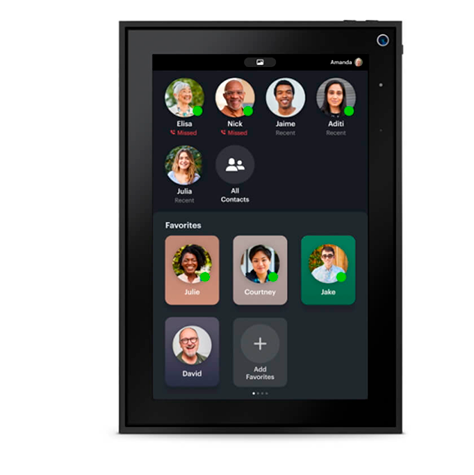 Amanda
Elisa Nick Jaime Aditi
Missed Missed Recent Recent
Julia All
Recent Contacts
Favorites
Julie Courtney Jake
David Add
Favorites